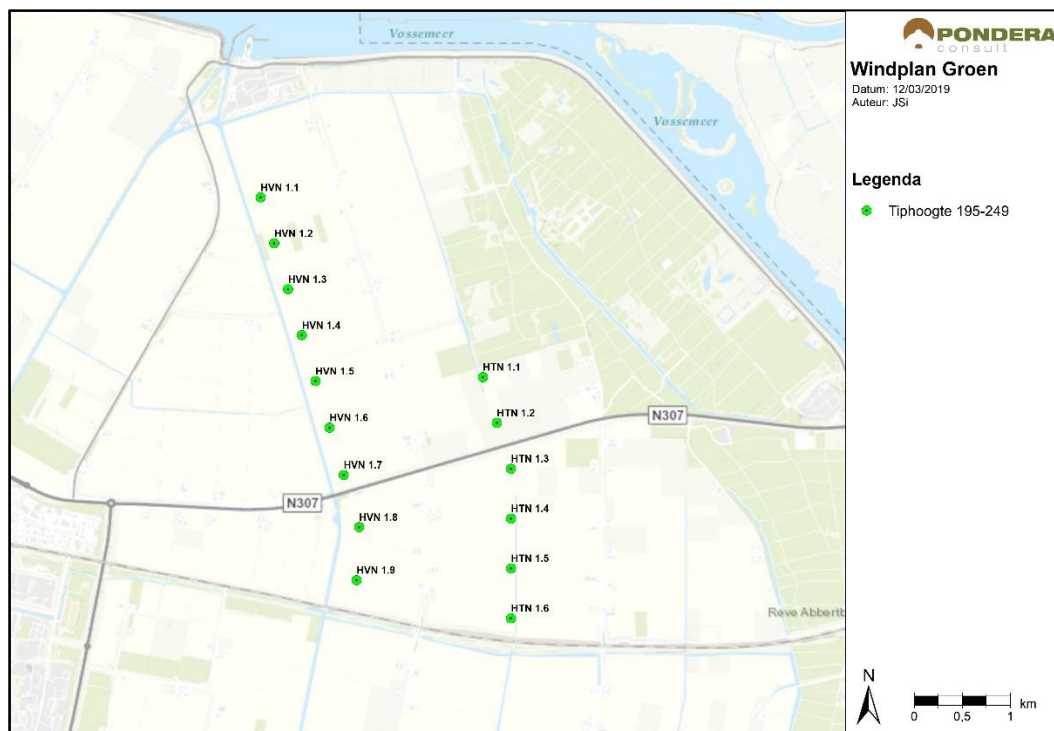 Vossemeer
Vossemeer
HVN 1.1
HVN 1.2
HVN 1.3
HVN 1.4
HVN 1.5
HVN 1.6
HVN 1.7
HVN 1.8
HVN 1.9
HTN 1.1
HTN 1.2
HTN 1.3
HTN 1.4
HTN 1.5
HTN 1.6
N307
N307
Reve Abbertb
PONDERA
consult
Windplan Groen
Datum: 12/03/2019
Auteur: JSi
Legenda
Tiphoogte 195-249
N
0 0,5 1 km